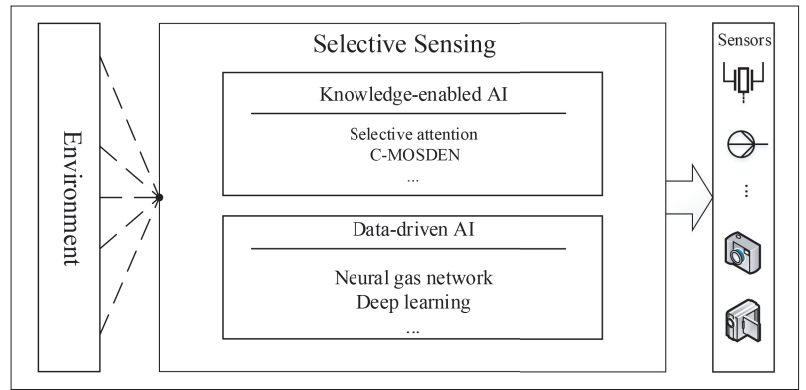 Environment
Selective Sensing
Knowledge-enabled AI
Selective attention
C-MOSDEN
...
Data-driven AI
Neural gas network
Deep learning
...
Sensors
...